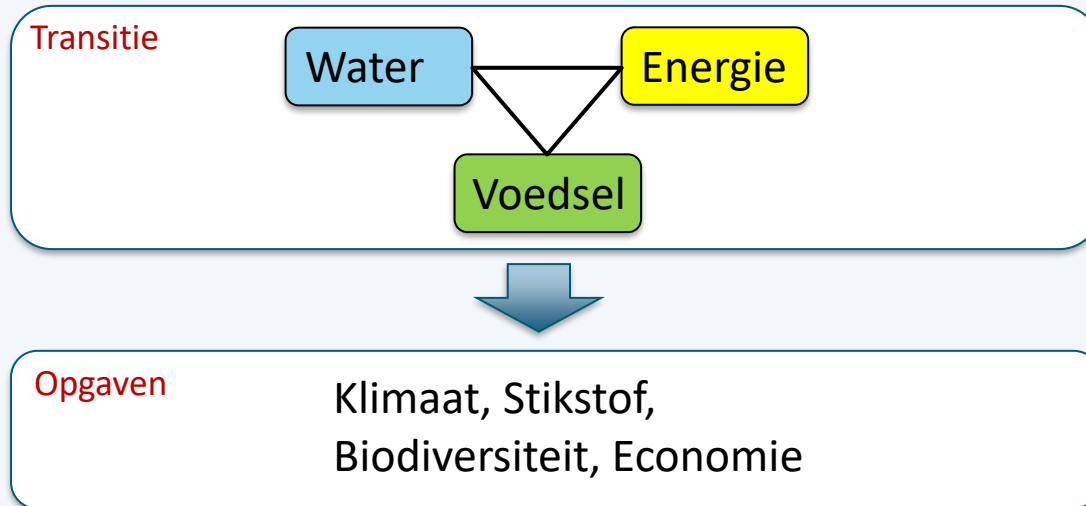 Transitie
Water
Energie
Voedsel
Opgaven
Klimaat, Stikstof,
Biodiversiteit, Economie